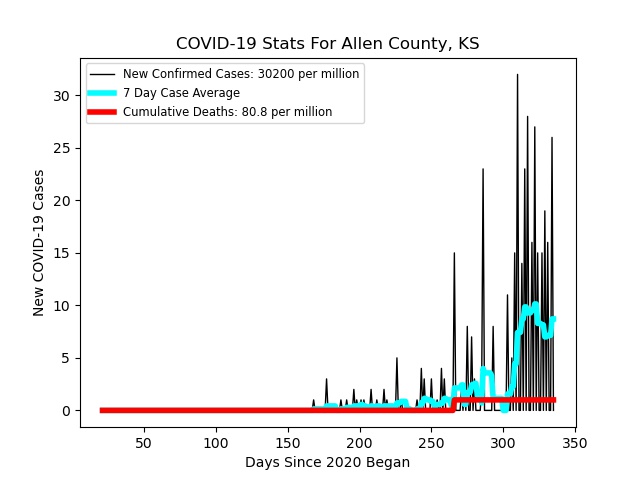 COVID-19 Stats For Allen County, KS
New Confirmed Cases: 30200 per million
7 Day Case Average
Cumulative Deaths: 80.8 per million
New COVID-19 Cases
30
25
20
15
10
5
0
50 100 150 200 250 300 350
Days Since 2020 Began